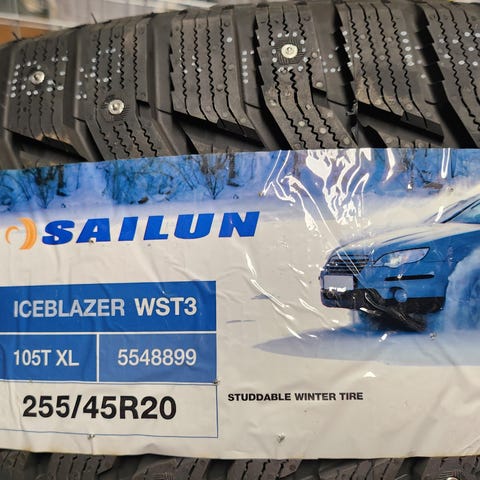 SAILUN
ICEBLAZER WST3
105T XL 5548899
255/45R20
STUDDABLE WINTER TIRE